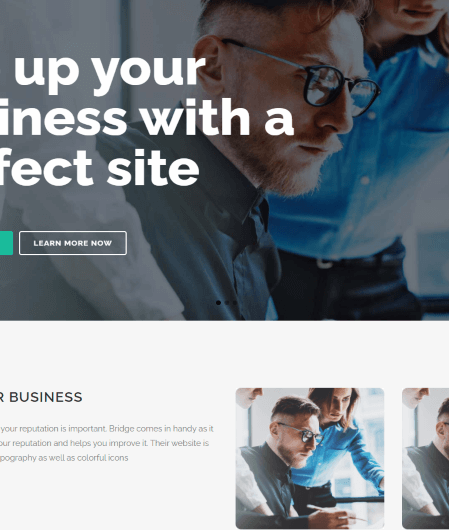 up your
iness with a
fect site
LEARN MORE NOW
R BUSINESS
your reputation is important. Bridge comes in handy as it
our reputation and helps you improve it. Their website is
pography as well as colorful icons